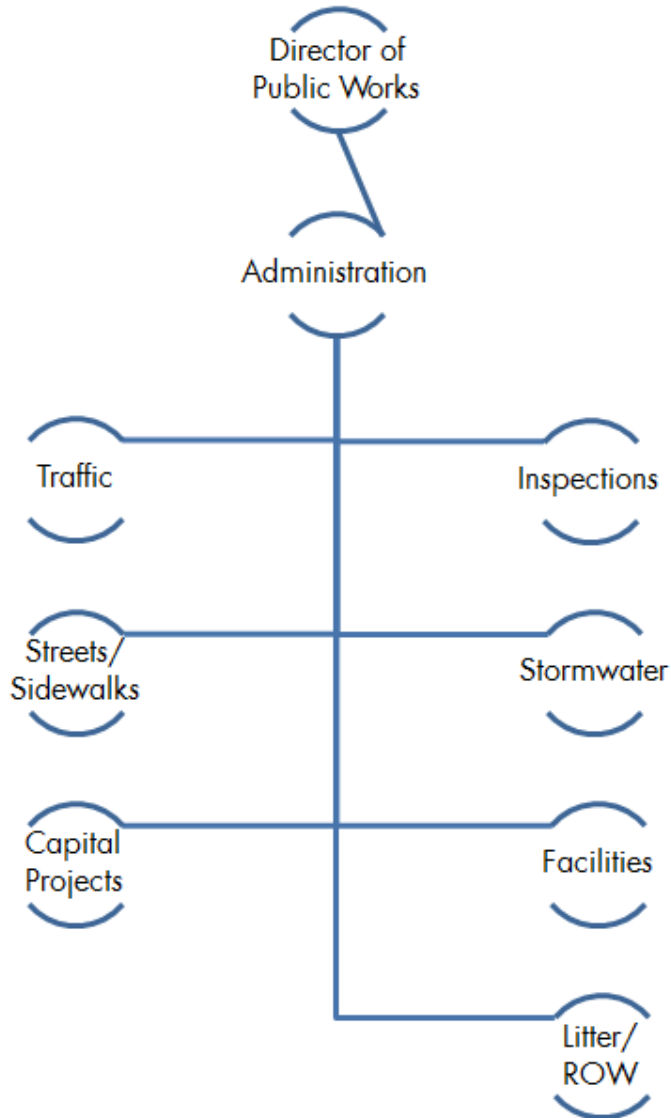 Director of
Public Works
Administration
Traffic
Inspections
Streets/
Sidewalks
Stormwater
Capital
Projects
Facilities
Litter/
ROW